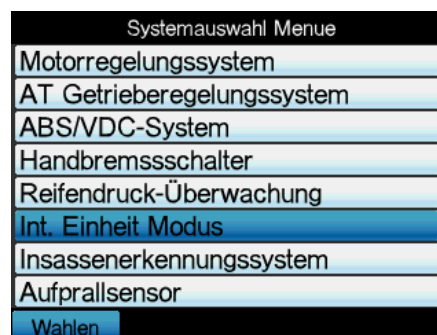 Systemauswahl Menue
Motorregelungssystem
AT Getrieberegelungssystem
ABS/VDC-System
Handbremssschalter
Reifendruck-Überwachung
Int. Einheit Modus
Insassenerkennungssystem
Aufprallsensor
Wahlen